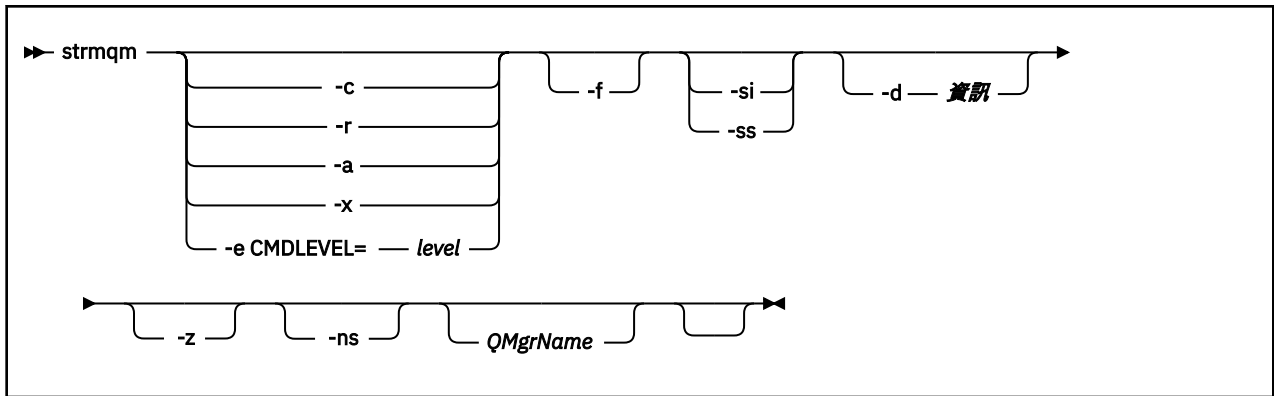 strmqm
-c
-r
-a
-x
-e CMDLEVEL= level
-f
-si
-ss
-d 資訊
-z
-ns
QMgrName